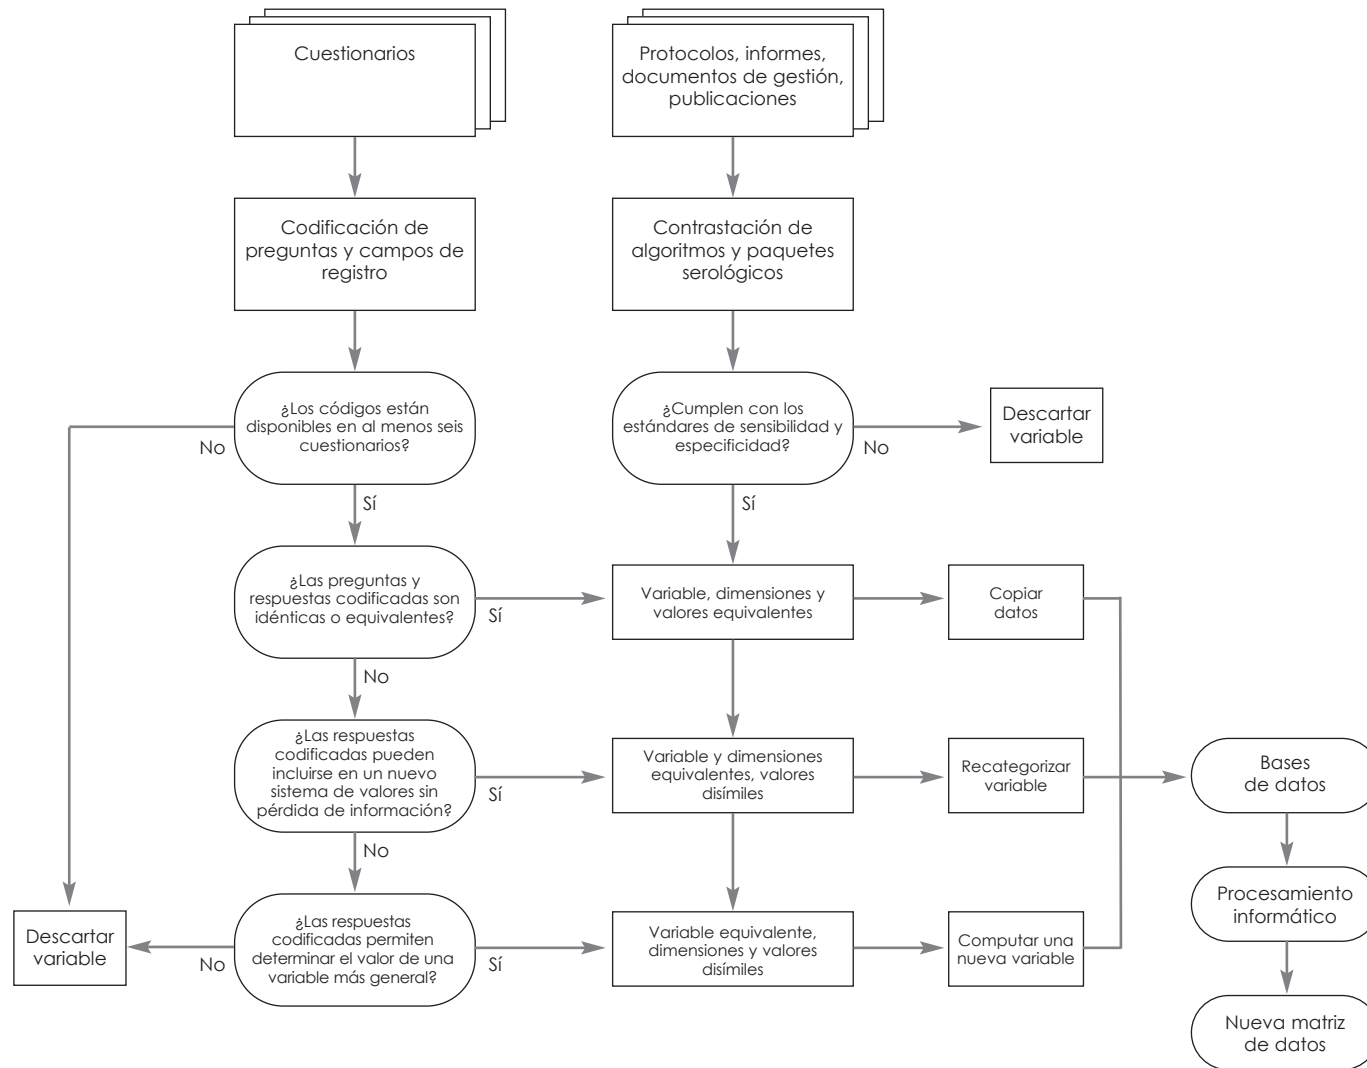 Cuestionarios
Protocolos, informes,
documentos de gestión,
publicaciones
Codificación de
preguntas y campos de
registro
Contrastación de
algoritmos y paquetes
serológicos
¿Los códigos están
disponibles en al menos seis
cuestionarios?
No
Sí
¿Cumplen con los
estándares de sensibilidad y
especificidad?
No
Sí
Descartar
variable
¿Las preguntas y
respuestas codificadas son
idénticas o equivalentes?
Sí
No
Variable, dimensiones y
valores equivalentes
Copiar
datos
¿Las respuestas
codificadas pueden
incluirse en un nuevo
sistema de valores sin
pérdida de información?
Sí
No
Variable y dimensiones
equivalentes, valores
disímiles
Recategorizar
variable
Bases
de datos
Procesamiento
informático
Descartar
variable
No
¿Las respuestas
codificadas permiten
determinar el valor de una
variable más general?
Sí
Variable equivalente,
dimensiones y valores
disímiles
Computar una
nueva variable
Nueva matriz
de datos